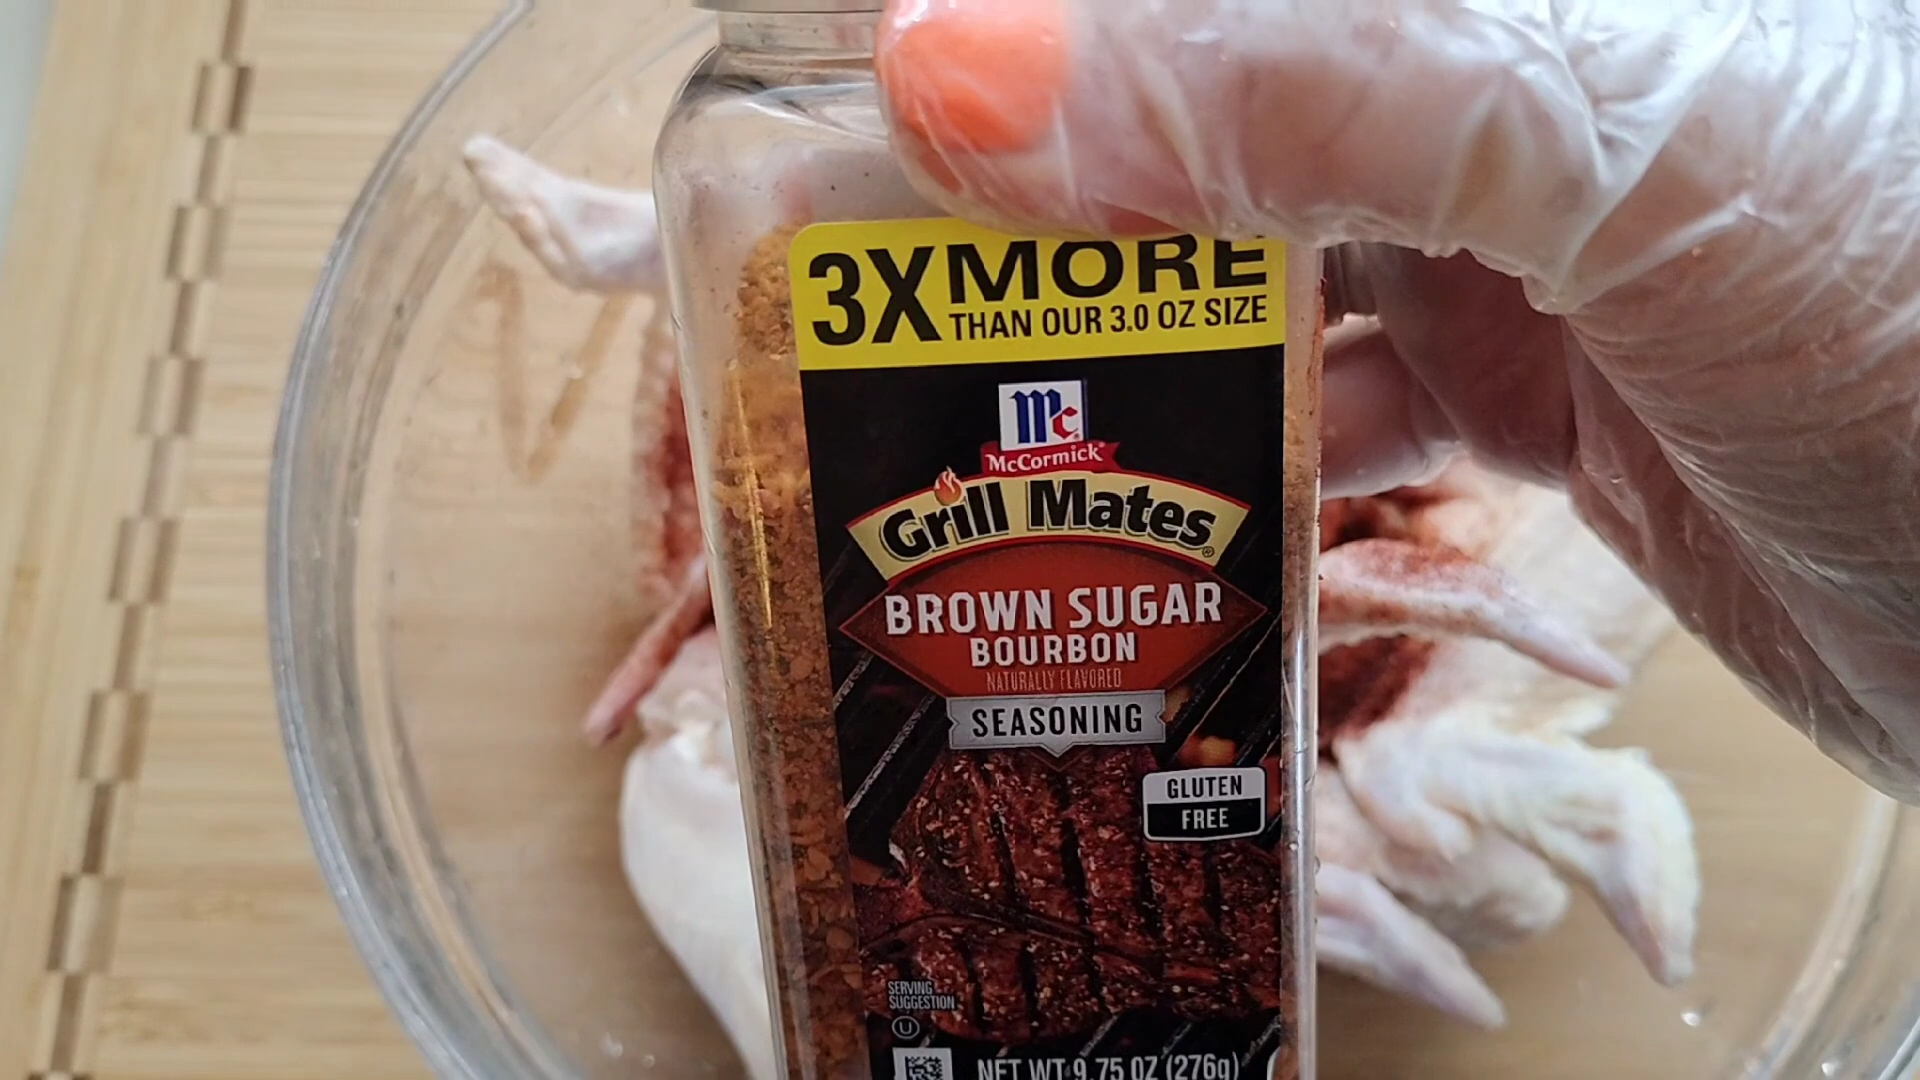 3X MORE
THAN OUR 3.0 OZ SIZE
Mc
McCormick
Grill Mates®
BROWN SUGAR
BOURBON
NATURALLY FLAVORED
SEASONING
GLUTEN
FREE
SERVING
SUGGESTION
U
NET WT 9.75 OZ (276g)